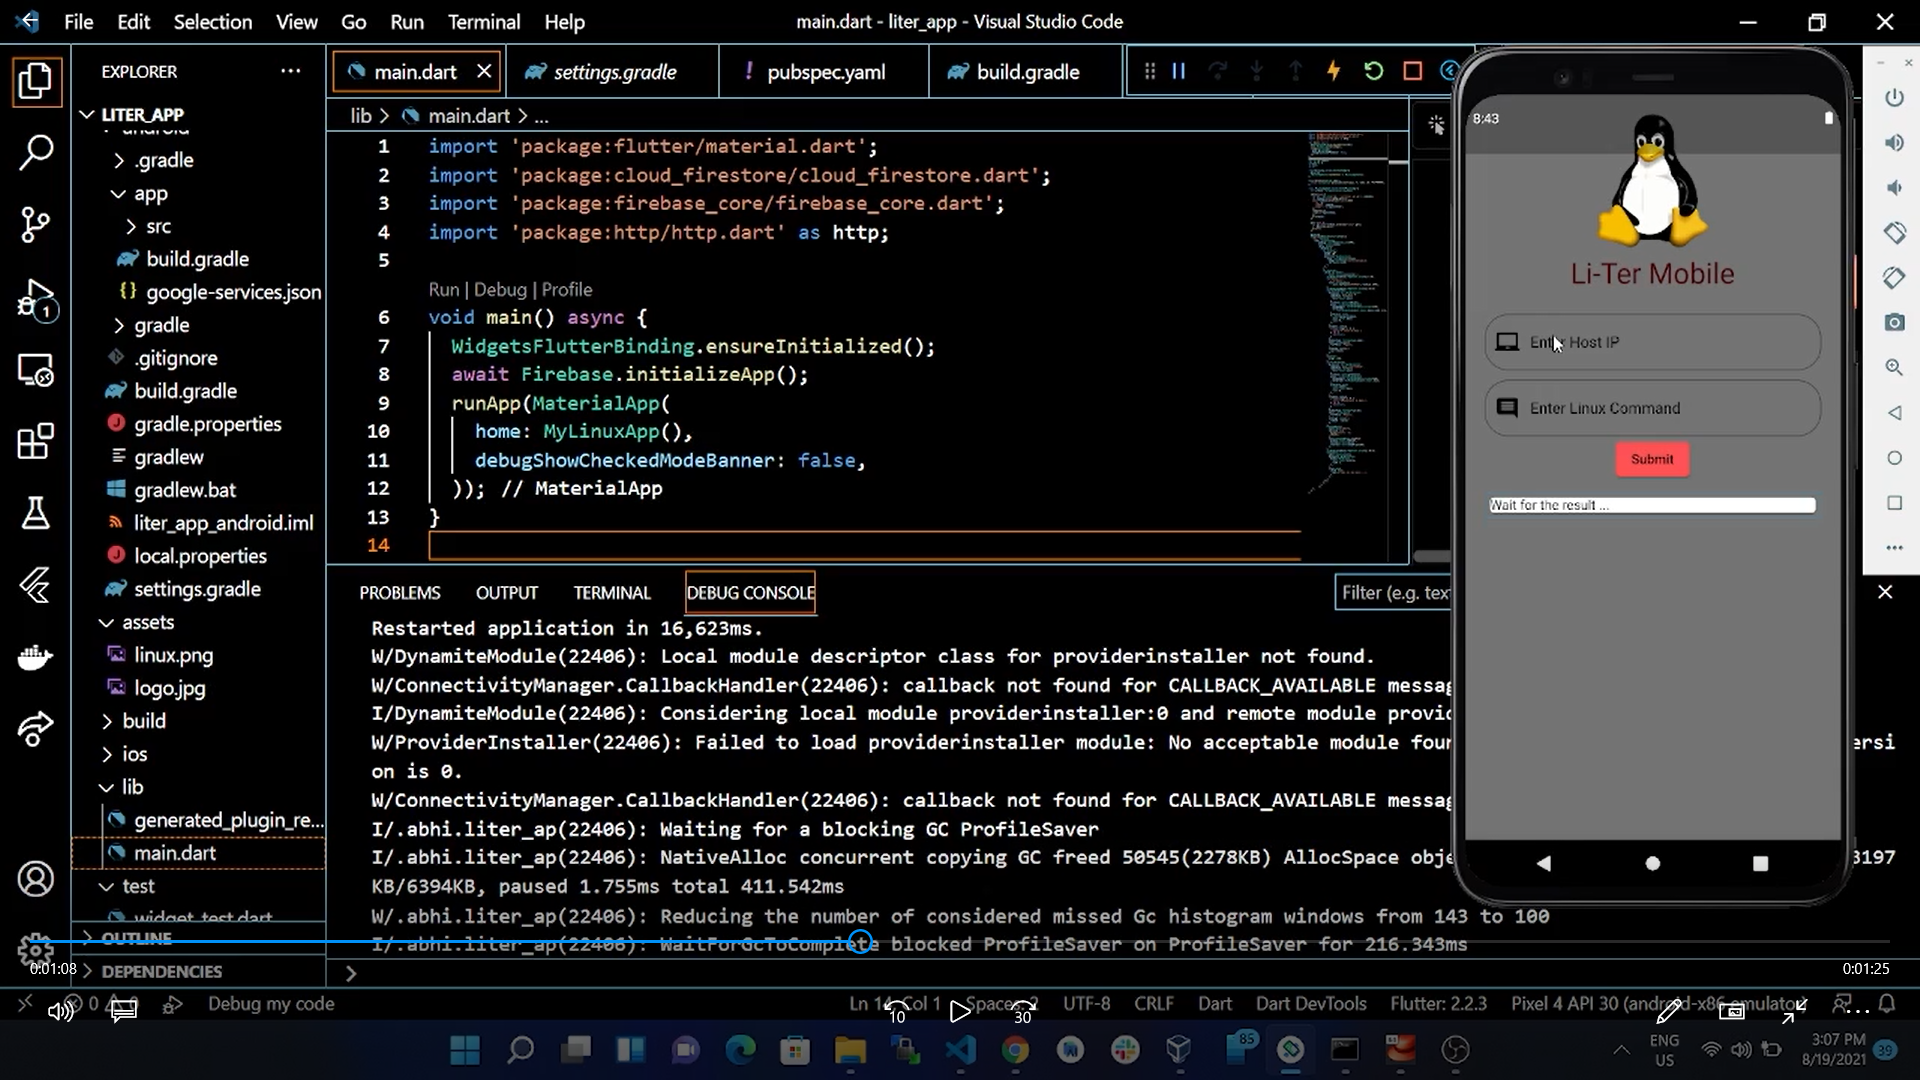 File Edit Selection View Go Run Terminal Help
main.dart - liter_app - Visual Studio Code
EXPLORER
LITER_APP
android
.gradle
app
src
build.gradle
google-services.json
gradle
.gitignore
build.gradle
gradle.properties
gradlew
gradlew.bat
liter_app_android.iml
local.properties
settings.gradle
assets
linux.png
logo.jpg
build
ios
lib
generated_plugin_re...
main.dart
test
widget_test.dart
OUTLINE
DEPENDENCIES
1
main.dart settings.gradle pubspec.yaml build.gradle
lib > main.dart > ...
1 import 'package:flutter/material.dart';
2 import 'package:cloud_firestore/cloud_firestore.dart';
3 import 'package:firebase_core/firebase_core.dart';
4 import 'package:http/http.dart' as http;
5
Run | Debug | Profile
6 void main() async {
7 WidgetsFlutterBinding.ensureInitialized();
8 await Firebase.initializeApp();
9 runApp(MaterialApp(
10 home: MyLinuxApp(),
11 debugShowCheckedModeBanner: false,
12 )); // MaterialApp
13 }
14
PROBLEMS OUTPUT TERMINAL DEBUG CONSOLE
Filter (e.g. tex
Restarted application in 16,623ms.
W/DynamiteModule(22406): Local module descriptor class for providerinstaller not found.
W/ConnectivityManager.CallbackHandler(22406): callback not found for CALLBACK_AVAILABLE messag
I/DynamiteModule(22406): Considering local module providerinstaller:0 and remote module provid
W/ProviderInstaller(22406): Failed to load providerinstaller module: No acceptable module foun ersi
on is 0.
W/ConnectivityManager.CallbackHandler(22406): callback not found for CALLBACK_AVAILABLE messag
I/.abhi.liter_ap(22406): Waiting for a blocking GC ProfileSaver
I/.abhi.liter_ap(22406): NativeAlloc concurrent copying GC freed 50545(2278KB) AllocSpace obje 3197
KB/6394KB, paused 1.755ms total 411.542ms
W/.abhi.liter_ap(22406): Reducing the number of considered missed Gc histogram windows from 143 to 100
I/.abhi.liter_ap(22406): WaitForGcToComplete blocked ProfileSaver on ProfileSaver for 216.343ms
8:43
Li-Ter Mobile
Enter Host IP
Enter Linux Command
Submit
Wait for the result ...
0:01:08
0:01:25
0 0 Debug my code
Ln 14, Col 1 Spaces: 2 UTF-8 CRLF Dart Dart DevTools Flutter: 2.2.3 Pixel 4 API 30 (android-x86 emulator)
10
30
85
ENG
US
3:07 PM
8/19/2021
39